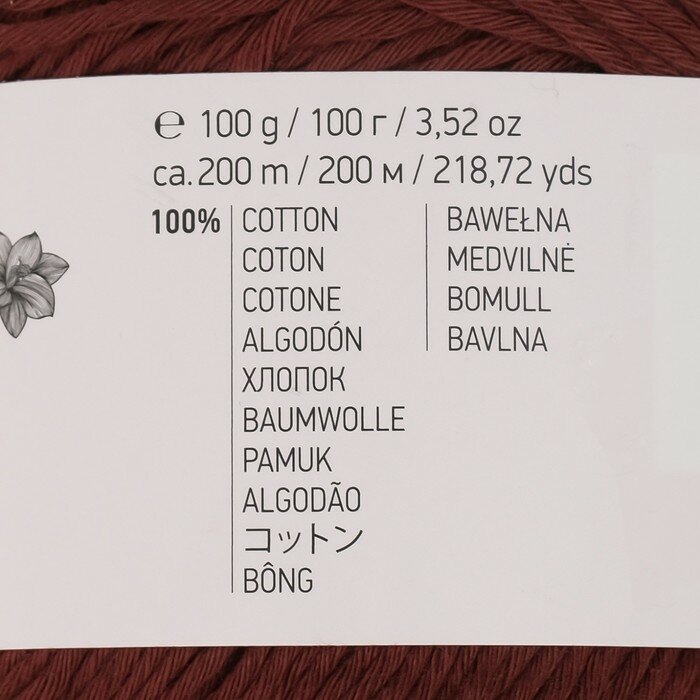 ℮ 100 g / 100 г / 3,52 oz
ca. 200 m / 200 м / 218,72 yds
100%
COTTON
COTON
COTONE
ALGODÓN
ХЛОПОК
BAUMWOLLE
PAMUK
ALGODÃO
コットン
BÔNG
BAWEŁNA
MEDVILNĖ
BOMULL
BAVLNA